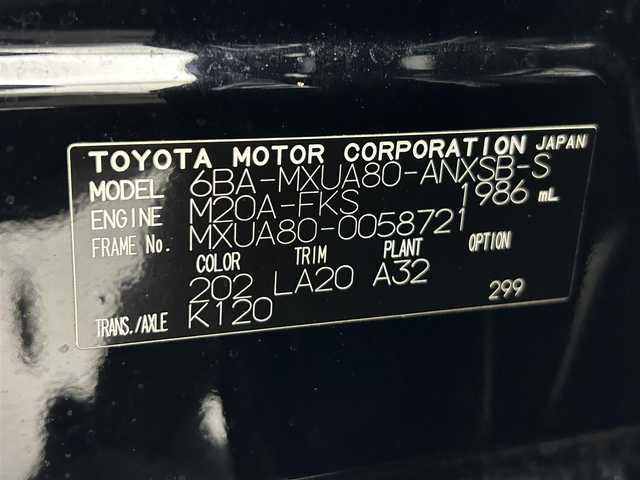 TOYOTA MOTOR CORPORATION JAPAN
MODEL 6BA-MXUA80-ANXSB-S
ENGINE M20A-FKS 1986 mL
FRAME No. MXUA80-0058721
COLOR TRIM PLANT OPTION
202 LA20 A32
TRANS./AXLE K120 299